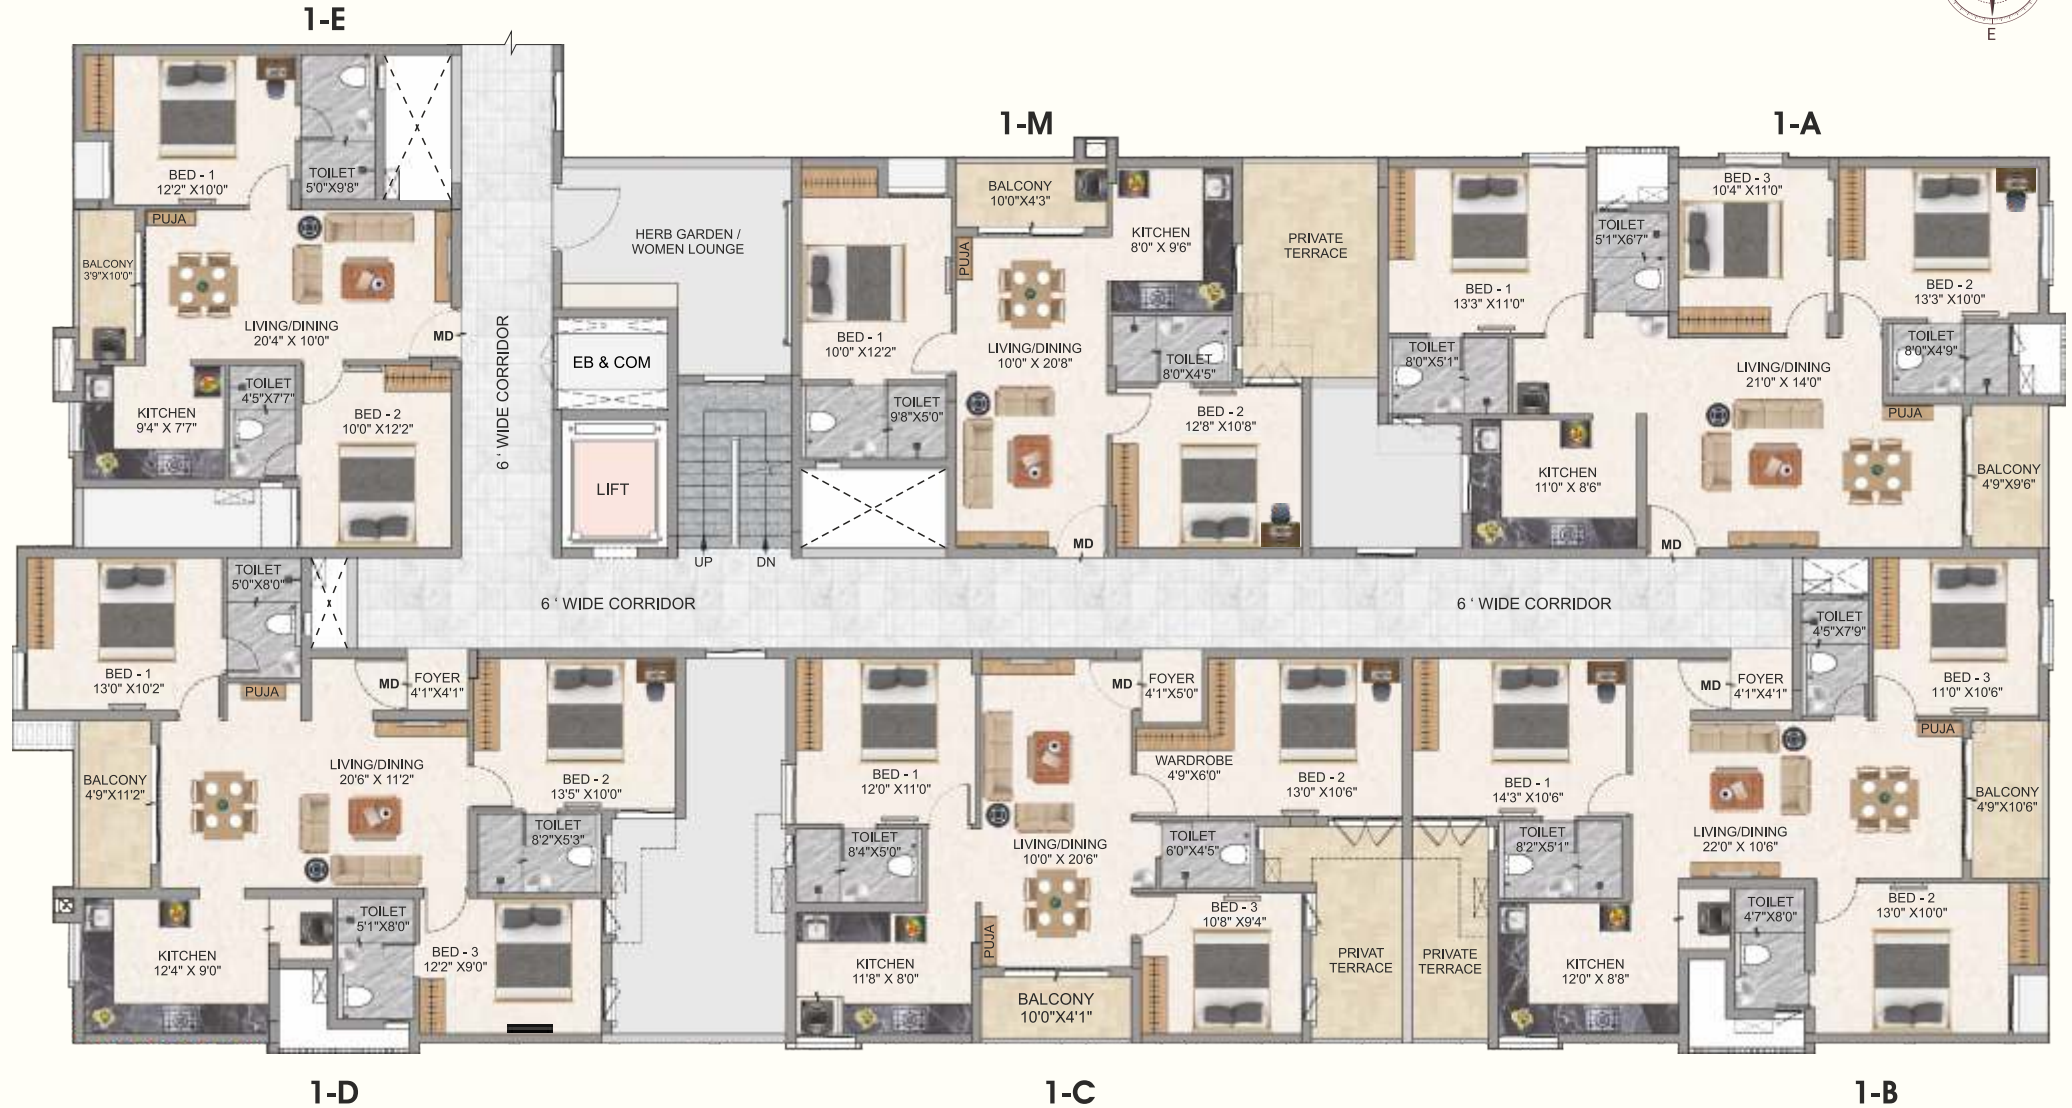 1-E
E
1-M
1-A
BED - 1
12'2" X10'0"
TOILET
5'0"X9'8"
PUJA
BALCONY
3'9"X10'0"
LIVING/DINING
20'4" X 10'0"
MD
KITCHEN
9'4" X 7'7"
TOILET
4'5"X7'7"
BED - 2
10'0" X12'2"
6 ' WIDE CORRIDOR
HERB GARDEN /
WOMEN LOUNGE
EB & COM
LIFT
UP
DN
BED - 1
10'0" X12'2"
TOILET
9'8"X5'0"
BALCONY
10'0"X4'3"
PUJA
KITCHEN
8'0" X 9'6"
LIVING/DINING
10'0" X 20'8"
TOILET
8'0"X4'5"
BED - 2
12'8" X10'8"
MD
PRIVATE
TERRACE
BED - 1
13'3" X11'0"
TOILET
5'1"X6'7"
BED - 3
10'4" X11'0"
BED - 2
13'3" X10'0"
TOILET
8'0"X5'1"
TOILET
8'0"X4'9"
LIVING/DINING
21'0" X 14'0"
PUJA
KITCHEN
11'0" X 8'6"
BALCONY
4'9"X9'6"
MD
6 ' WIDE CORRIDOR
6 ' WIDE CORRIDOR
BED - 1
13'0" X10'2"
TOILET
5'0"X8'0"
PUJA
MD
FOYER
4'1"X4'1"
BALCONY
4'9"X11'2"
LIVING/DINING
20'6" X 11'2"
BED - 2
13'5" X10'0"
TOILET
8'2"X5'3"
KITCHEN
12'4" X 9'0"
TOILET
5'1"X8'0"
BED - 3
12'2" X9'0"
BED - 1
12'0" X11'0"
MD
FOYER
4'1"X5'0"
WARDROBE
4'9"X6'0"
BED - 2
13'0" X10'6"
TOILET
8'4"X5'0"
LIVING/DINING
10'0" X 20'6"
TOILET
6'0"X4'5"
BED - 3
10'8" X9'4"
PUJA
KITCHEN
11'8" X 8'0"
BALCONY
10'0"X4'1"
PRIVAT
TERRACE
PRIVATE
TERRACE
BED - 1
14'3" X10'6"
MD
FOYER
4'1"X4'1"
TOILET
4'5"X7'9"
BED - 3
11'0" X10'6"
PUJA
BALCONY
4'9"X10'6"
TOILET
8'2"X5'1"
LIVING/DINING
22'0" X 10'6"
TOILET
4'7"X8'0"
BED - 2
13'0" X10'0"
KITCHEN
12'0" X 8'8"
1-D
1-C
1-B